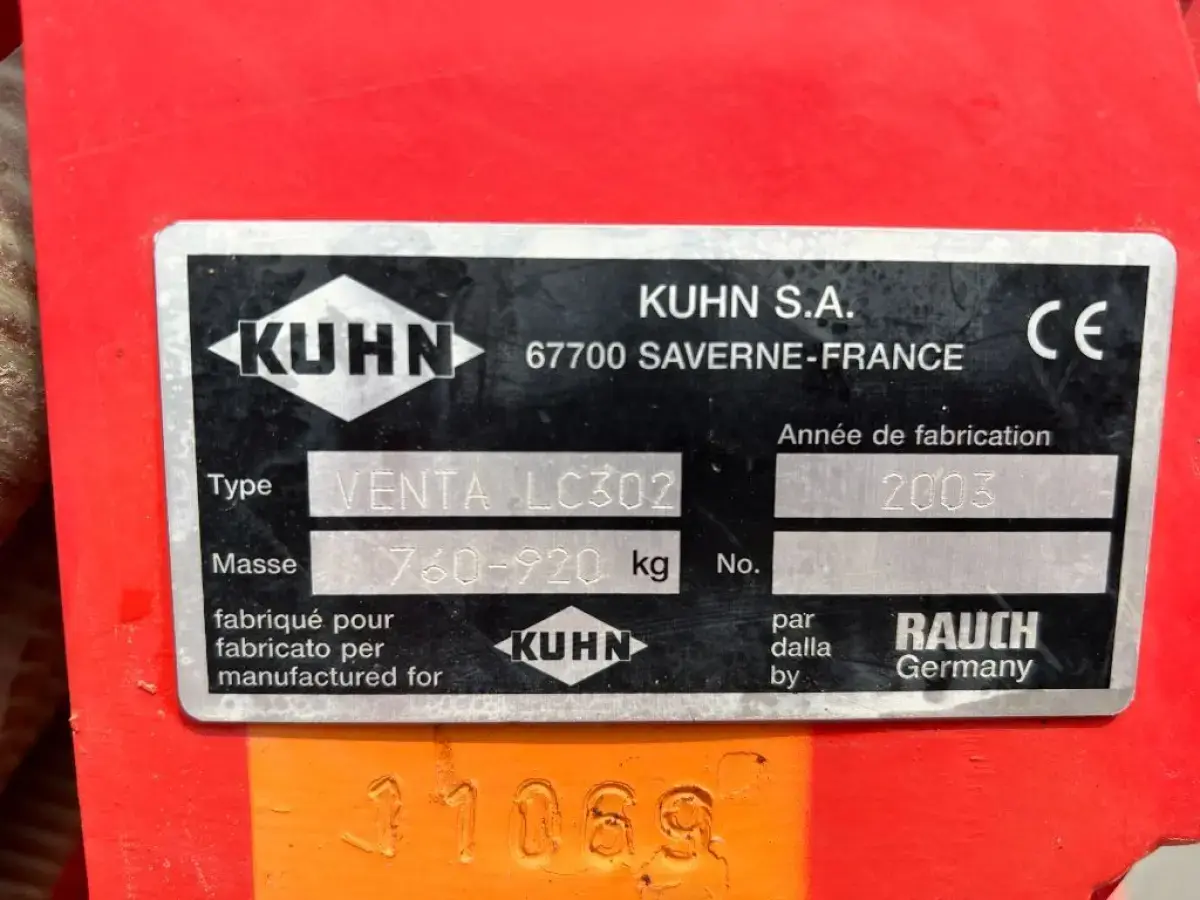 KUHN
KUHN S.A.
67700 SAVERNE-FRANCE
CE
Année de fabrication
Type VENTA LC302 2003
Masse 760-920 kg No.
fabriqué pour
fabricato per
manufactured for
KUHN
par
dalla
by
RAUCH
Germany
11069